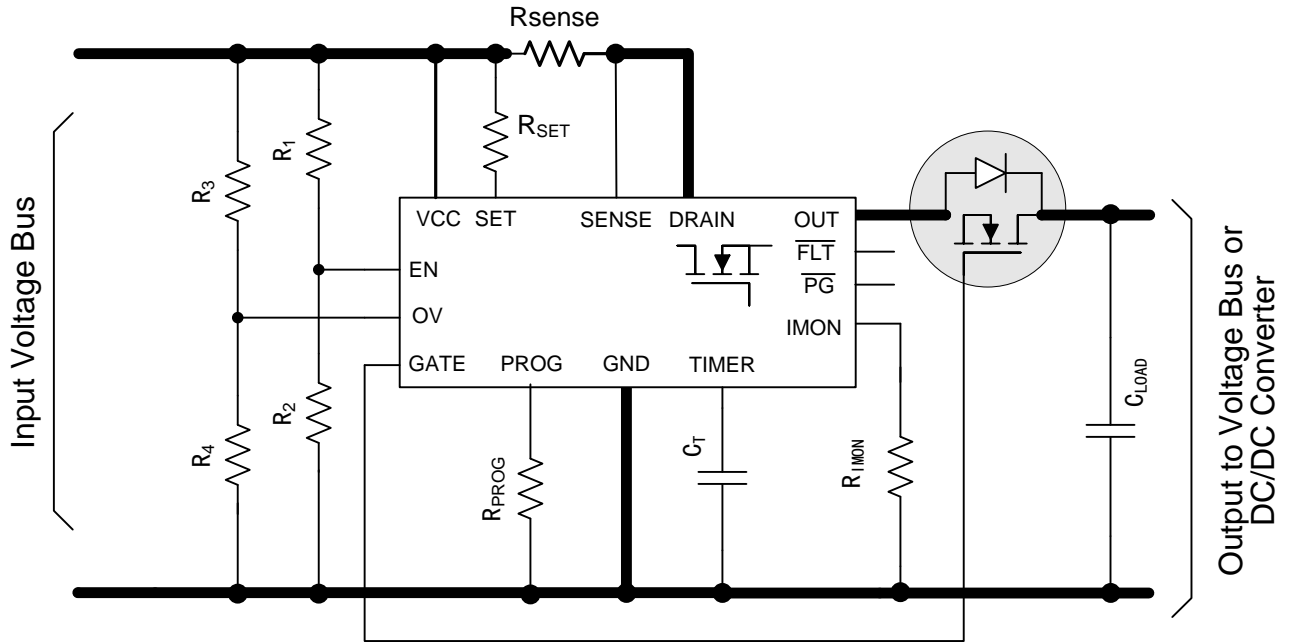 Rsense
RSET
R1
R3
VCC SET SENSE DRAIN OUT
FLT
EN
PG
OV
IMON
GATE PROG GND TIMER
R2
R4
RPROG
CT
RIMON
CLOAD
Input Voltage Bus
Output to Voltage Bus or
DC/DC Converter